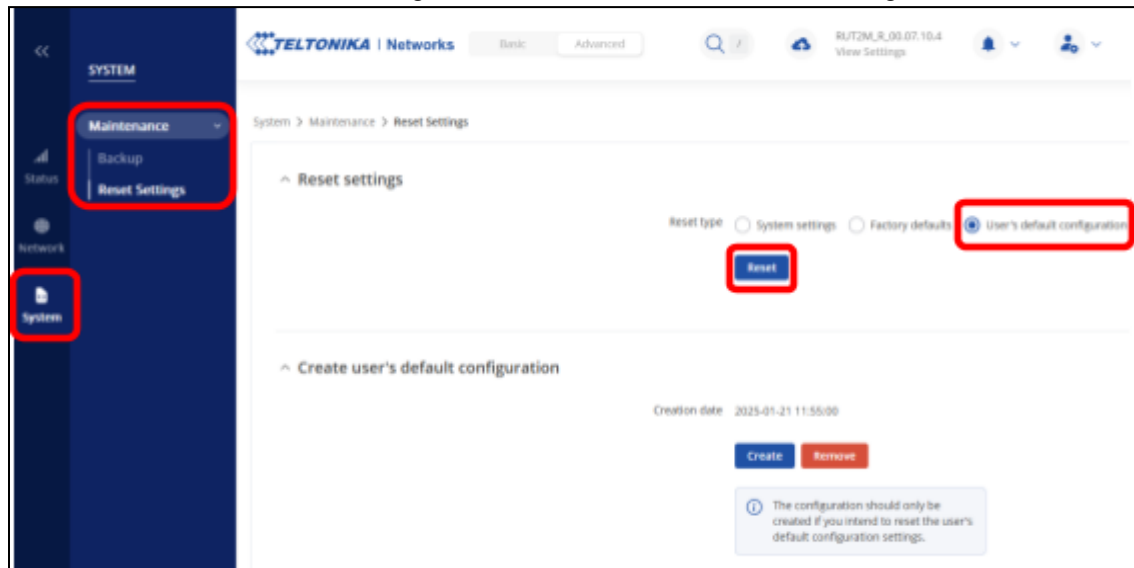 TELTONIKA | Networks
Basic
Advanced
/
RUT2M_R_00.07.10.4
View Settings
SYSTEM
Maintenance
Backup
Reset Settings
Status
Network
System
System > Maintenance > Reset Settings
Reset settings
Reset type
System settings
Factory defaults
User's default configuration
Reset
Create user's default configuration
Creation date
2025-01-21 11:55:00
Create
Remove
The configuration should only be
created if you intend to reset the user's
default configuration settings.